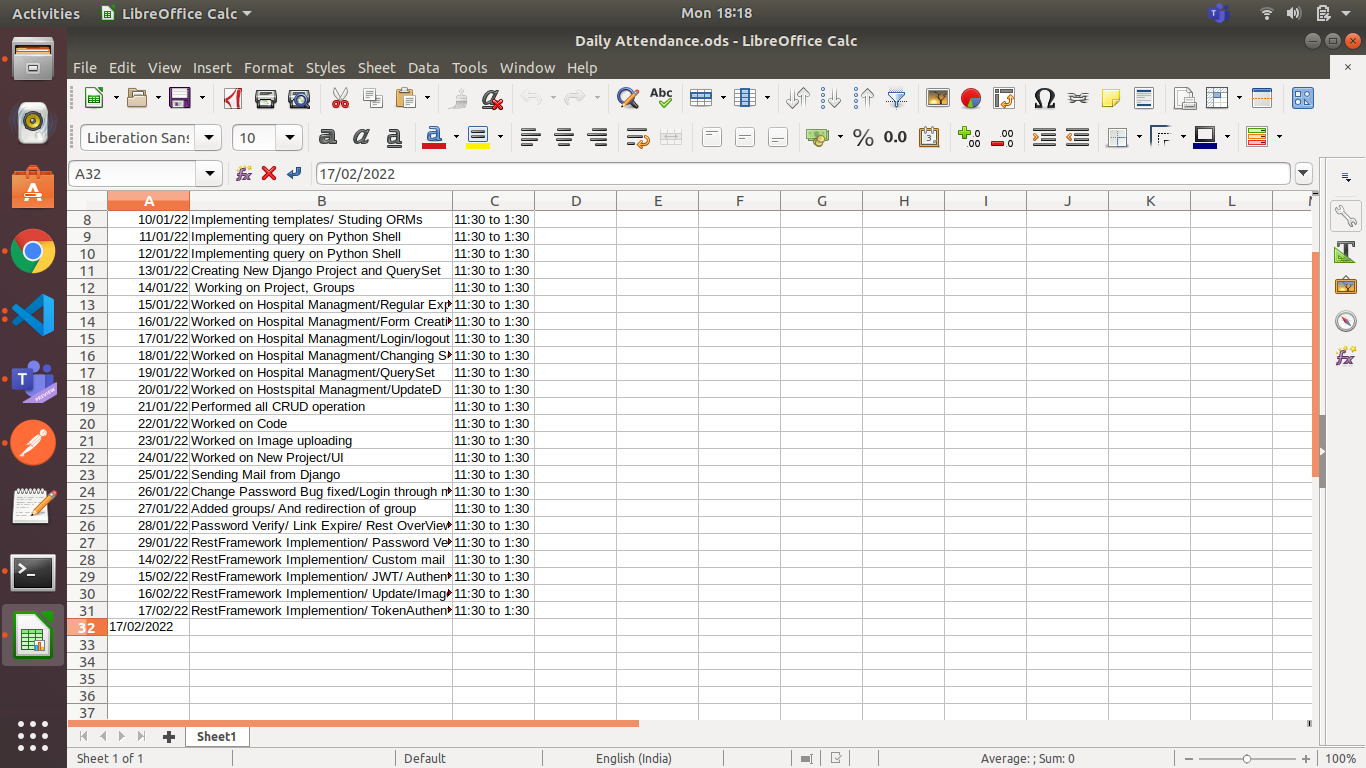 Activities LibreOffice Calc Mon 18:18
Daily Attendance.ods - LibreOffice Calc
File Edit View Insert Format Styles Sheet Data Tools Window Help
Liberation Sans 10
A32 17/02/2022
A B C D E F G H I J K L
8 10/01/22 Implementing templates/ Studing ORMs 11:30 to 1:30
9 11/01/22 Implementing query on Python Shell 11:30 to 1:30
10 12/01/22 Implementing query on Python Shell 11:30 to 1:30
11 13/01/22 Creating New Django Project and QuerySet 11:30 to 1:30
12 14/01/22 Working on Project, Groups 11:30 to 1:30
13 15/01/22 Worked on Hospital Managment/Regular Exp 11:30 to 1:30
14 16/01/22 Worked on Hospital Managment/Form Creati 11:30 to 1:30
15 17/01/22 Worked on Hospital Managment/Login/logout 11:30 to 1:30
16 18/01/22 Worked on Hospital Managment/Changing S 11:30 to 1:30
17 19/01/22 Worked on Hospital Managment/QuerySet 11:30 to 1:30
18 20/01/22 Worked on Hostspital Managment/UpdateD 11:30 to 1:30
19 21/01/22 Performed all CRUD operation 11:30 to 1:30
20 22/01/22 Worked on Code 11:30 to 1:30
21 23/01/22 Worked on Image uploading 11:30 to 1:30
22 24/01/22 Worked on New Project/UI 11:30 to 1:30
23 25/01/22 Sending Mail from Django 11:30 to 1:30
24 26/01/22 Change Password Bug fixed/Login through m 11:30 to 1:30
25 27/01/22 Added groups/ And redirection of group 11:30 to 1:30
26 28/01/22 Password Verify/ Link Expire/ Rest OverView 11:30 to 1:30
27 29/01/22 RestFramework Implemention/ Password Ve 11:30 to 1:30
28 14/02/22 RestFramework Implemention/ Custom mail 11:30 to 1:30
29 15/02/22 RestFramework Implemention/ JWT/ Authen 11:30 to 1:30
30 16/02/22 RestFramework Implemention/ Update/Imag 11:30 to 1:30
31 17/02/22 RestFramework Implemention/ TokenAuthen 11:30 to 1:30
32 17/02/2022
33
34
35
36
37
Sheet1
Sheet 1 of 1 Default English (India) Average: ; Sum: 0 100%